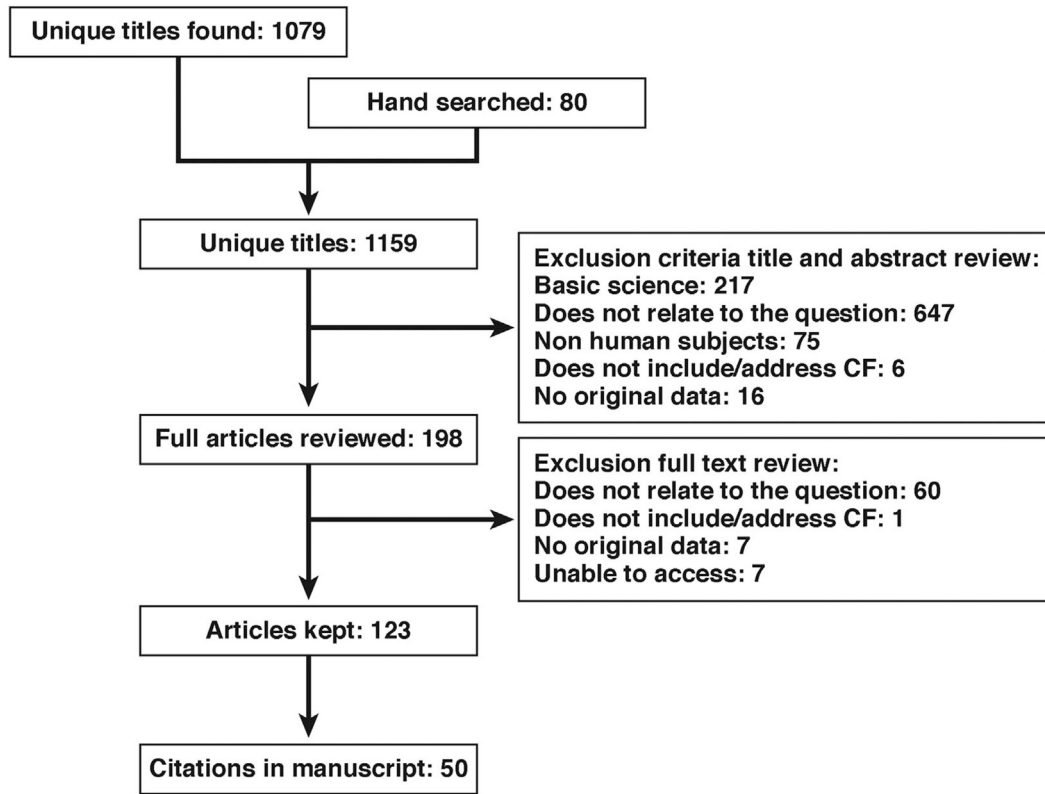 Unique titles found: 1079
Hand searched: 80
Unique titles: 1159
Exclusion criteria title and abstract review:
Basic science: 217
Does not relate to the question: 647
Non human subjects: 75
Does not include/address CF: 6
No original data: 16
Full articles reviewed: 198
Exclusion full text review:
Does not relate to the question: 60
Does not include/address CF: 1
No original data: 7
Unable to access: 7
Articles kept: 123
Citations in manuscript: 50